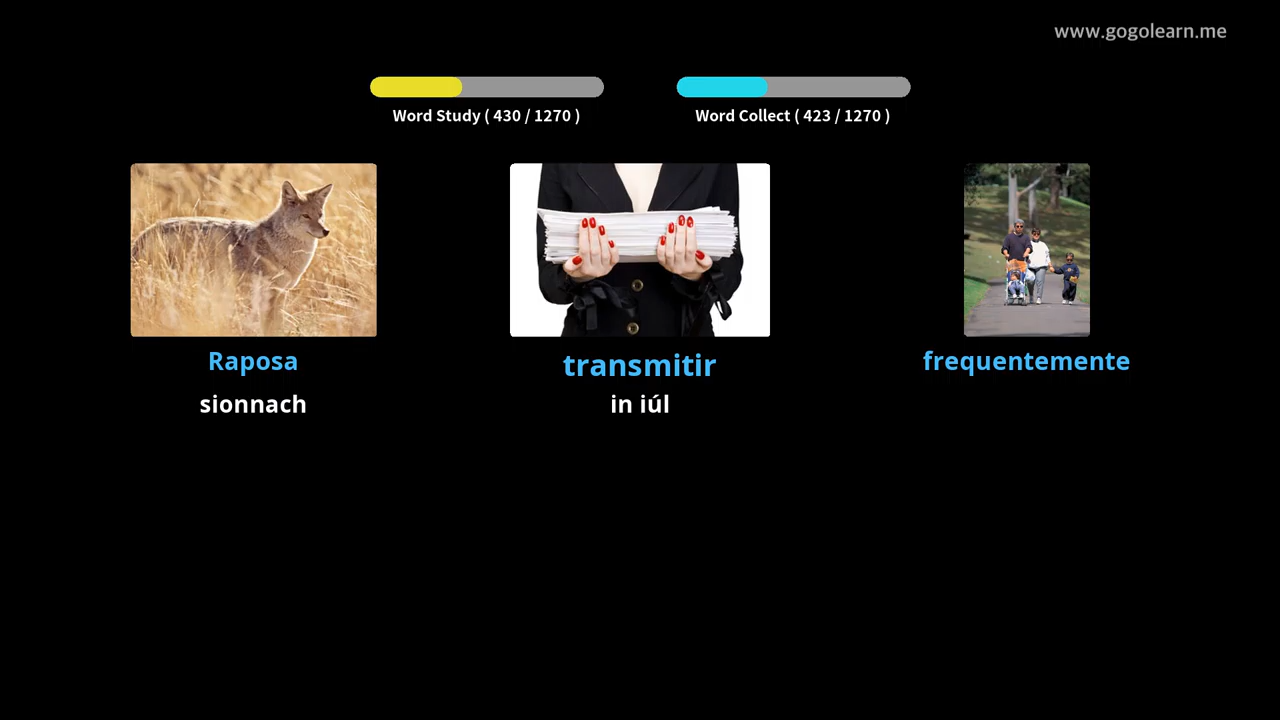 www.gogolearn.me
Word Study ( 430 / 1270 )
Word Collect ( 423 / 1270 )
Raposa
sionnach
transmitir
in iúl
frequentemente